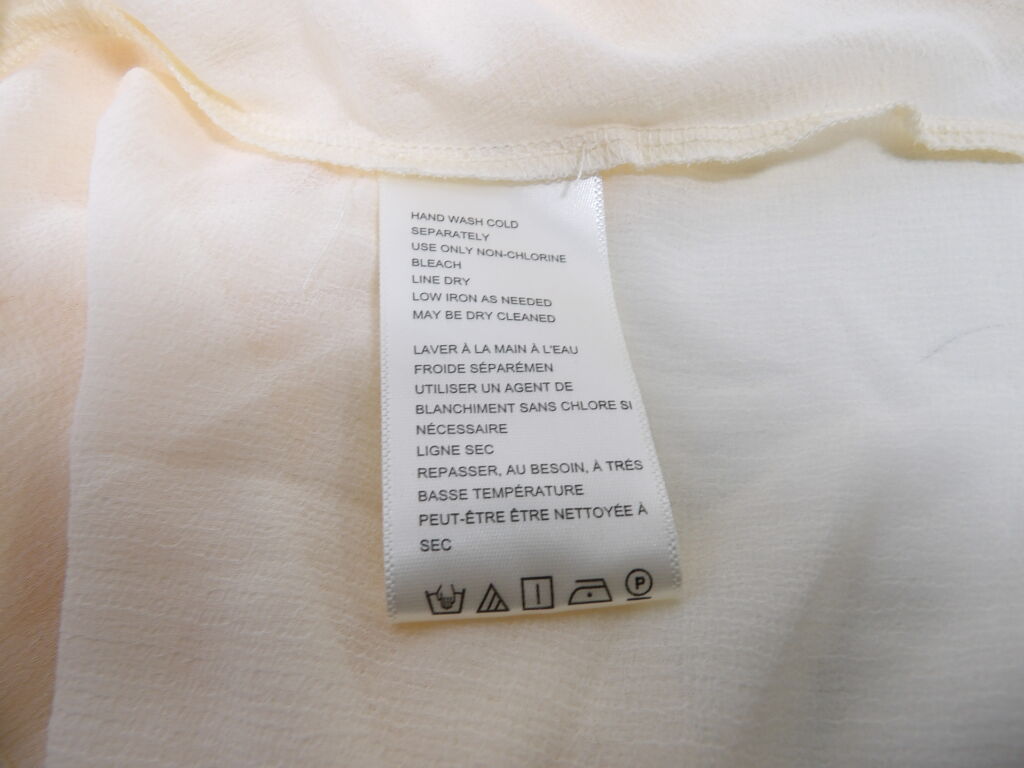 HAND WASH COLD
SEPARATELY
USE ONLY NON-CHLORINE
BLEACH
LINE DRY
LOW IRON AS NEEDED
MAY BE DRY CLEANED
LAVER À LA MAIN À L'EAU
FROIDE SÉPARÉMEN
UTILISER UN AGENT DE
BLANCHIMENT SANS CHLORE SI
NÉCESSAIRE
LIGNE SEC
REPASSER, AU BESOIN, À TRÉS
BASSE TEMPÉRATURE
PEUT-ÊTRE ÊTRE NETTOYÉE À
SEC
P